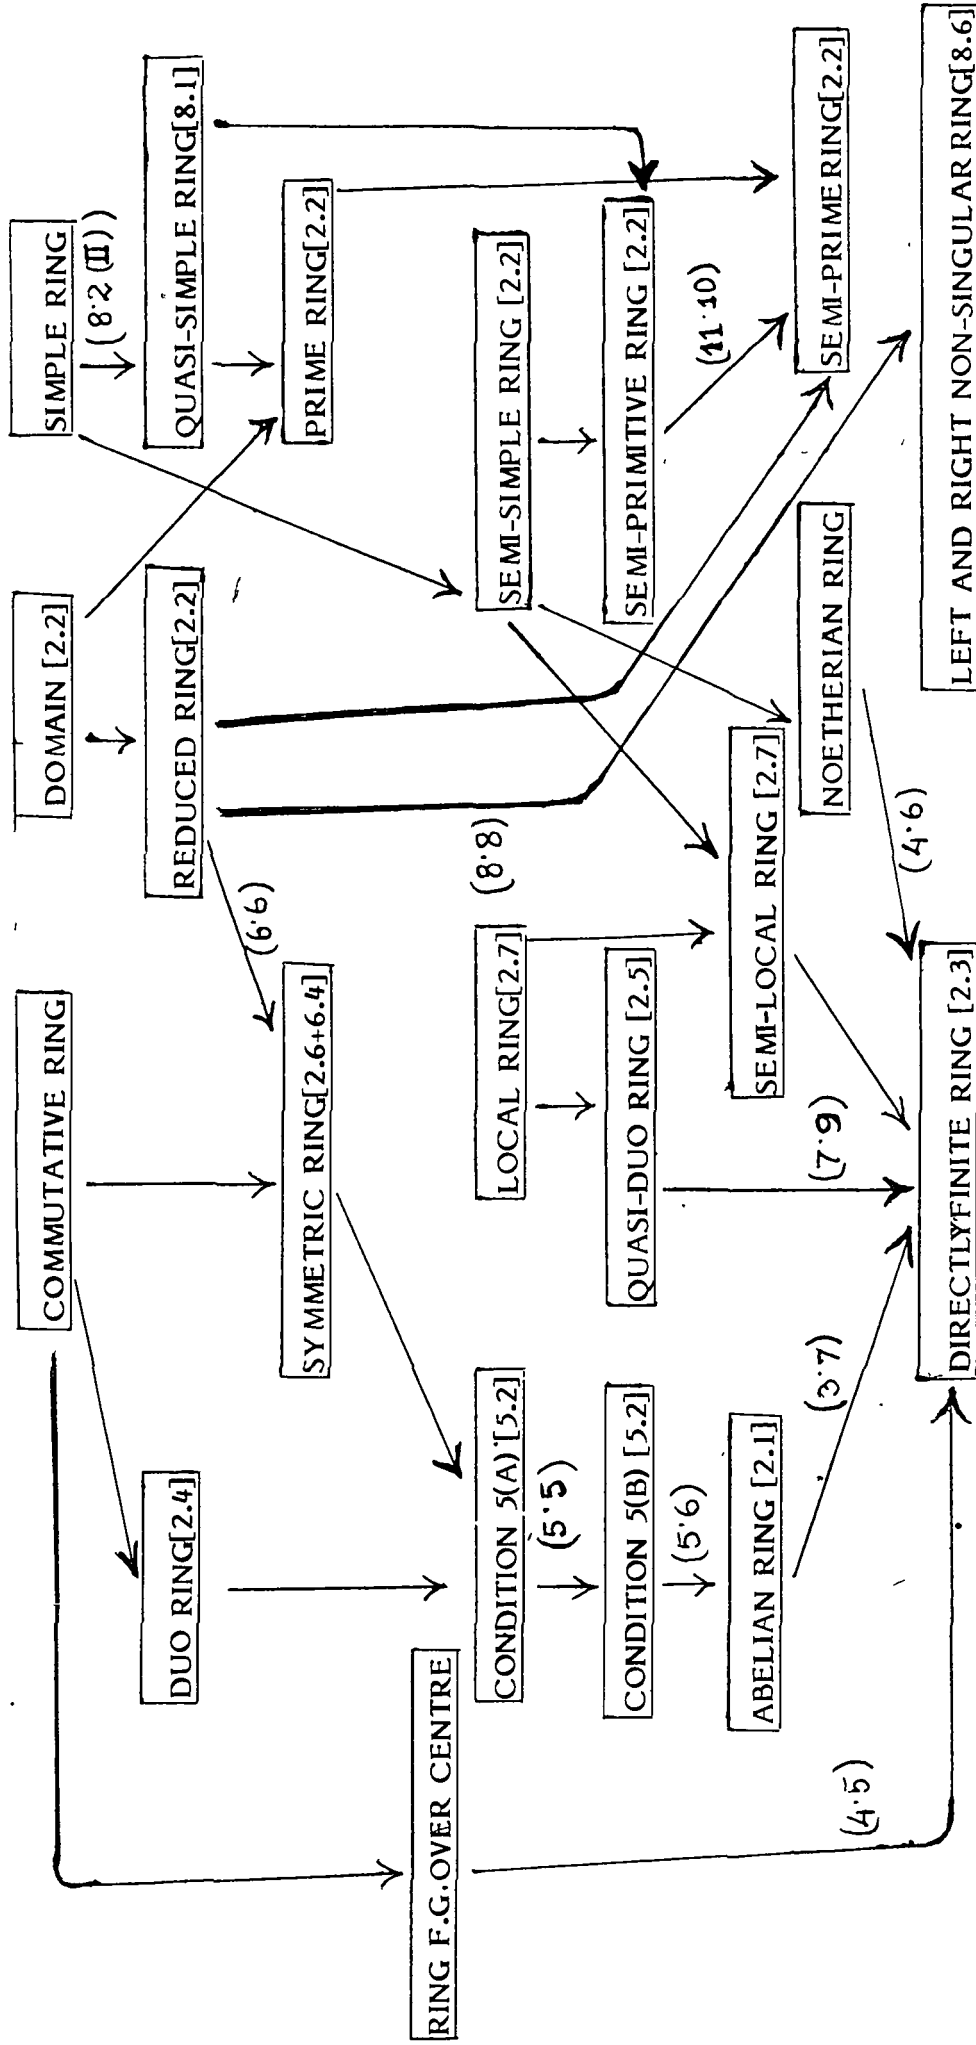 COMMUTATIVE RING
DOMAIN [2.2]
SIMPLE RING
(8.2 (II))
DUO RING[2.4]
REDUCED RING[2.2]
QUASI-SIMPLE RING[8.1]
(6.6)
SYMMETRIC RING[2.6+6.4]
PRIME RING[2.2]
RING F.G.OVER CENTRE
CONDITION 5(A) [5.2]
LOCAL RING[2.7]
(8.8)
SEMI-SIMPLE RING [2.2]
(5.5)
CONDITION 5(B) [5.2]
QUASI-DUO RING [2.5]
SEMI-PRIMITIVE RING [2.2]
(5.6)
(11.10)
ABELIAN RING [2.1]
SEMI-LOCAL RING [2.7]
NOETHERIAN RING
SEMI-PRIME RING[2.2]
(4.5)
(3.7)
(7.9)
(4.6)
DIRECTLYFINITE RING [2.3]
LEFT AND RIGHT NON-SINGULAR RING[8.6]